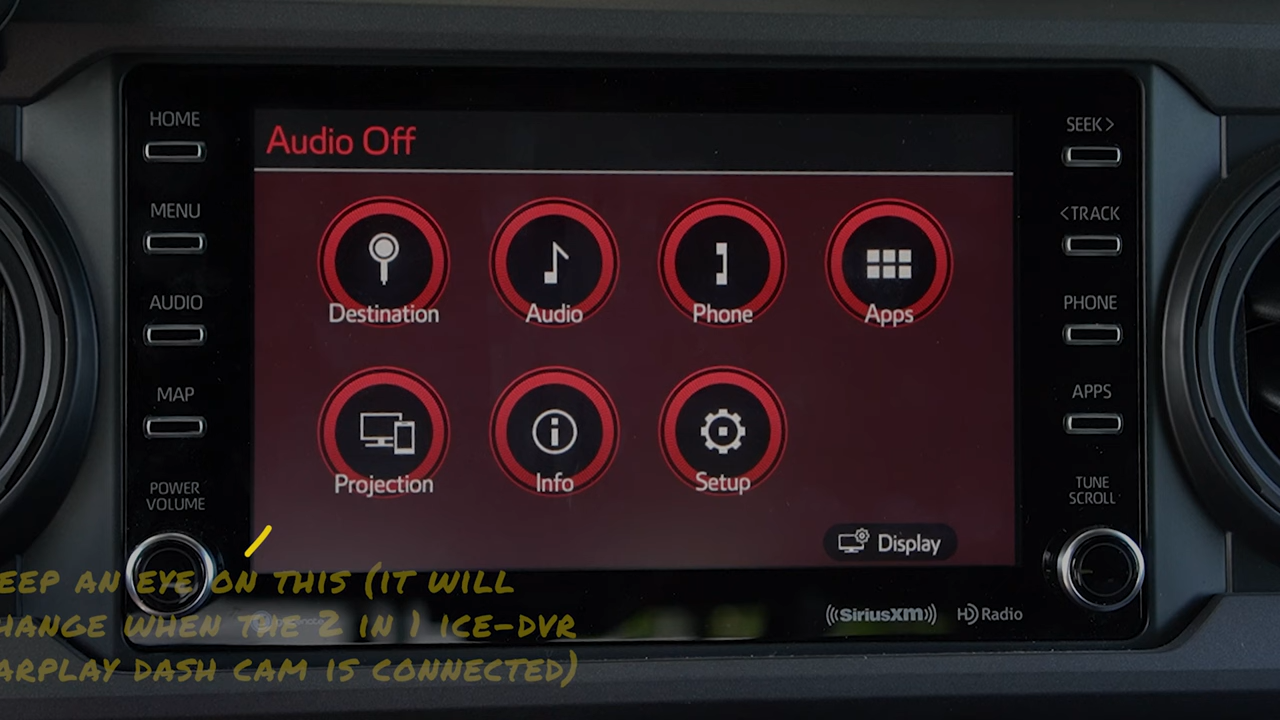 HOME
MENU
AUDIO
MAP
POWER
VOLUME
Audio Off
Destination
Audio
Phone
Apps
Projection
Info
Setup
Display
SEEK>
<TRACK
PHONE
APPS
TUNE
SCROLL
EEP AN EYE ON THIS (IT WILL
HANGE WHEN THE 2 IN 1 ICE-DVR
ARPLAY DASH CAM IS CONNECTED)
((SiriusXM))
HD Radio